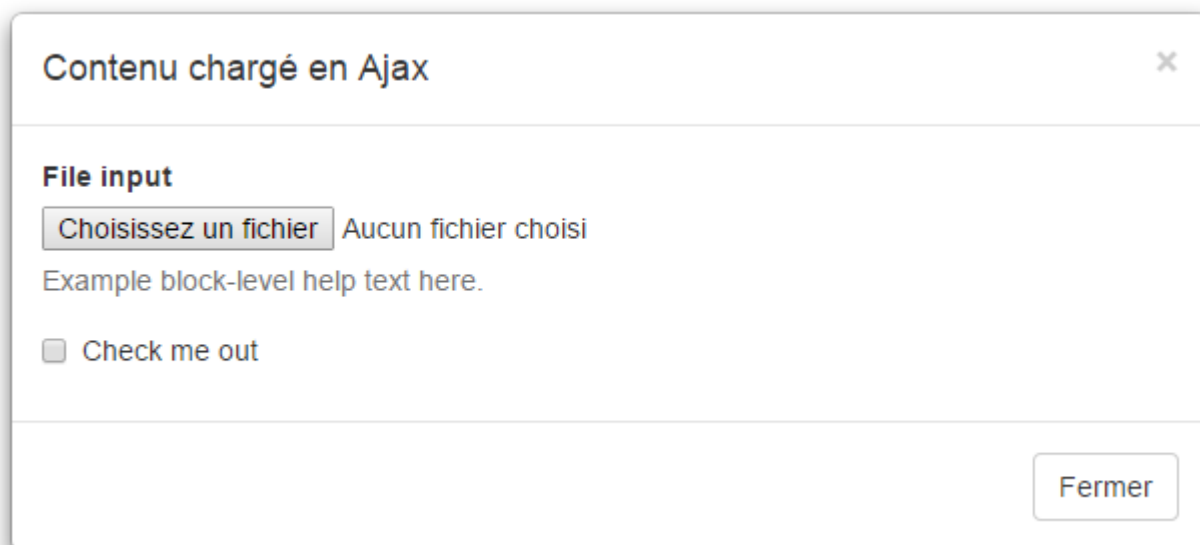 Contenu chargé en Ajax ×
File input
Choisissez un fichier Aucun fichier choisi
Example block-level help text here.
Check me out
Fermer